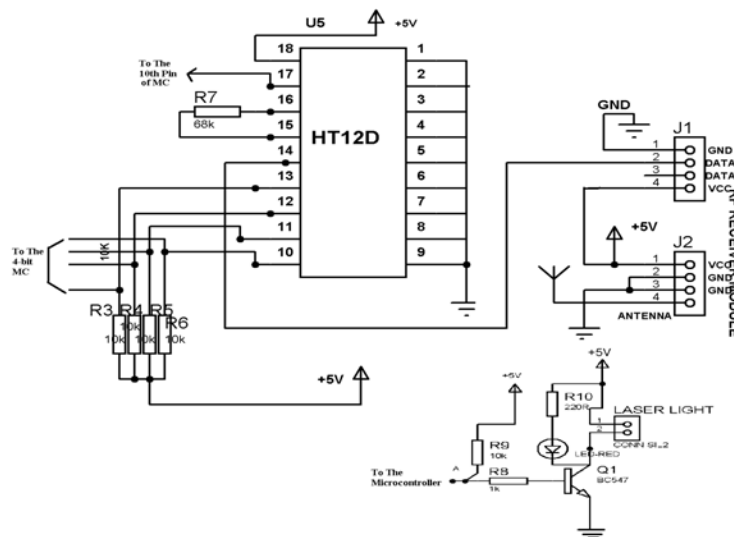 U5
+5V
18
1
To The
10th Pin
of MC
17
2
R7
16
3
68k
15
4
HT12D
14
5
13
6
12
7
11
8
10
9
GND
J1
1
GND
2
DATA
3
DATA
4
VCC
+5V
J2
1
VCC
2
GND
3
GND
4
ANTENNA
RF RECEIVER MODULE
To The
4-bit
MC
10K
R3
R4
R5
R6
10k
10k
10k
10k
+5V
+5V
+5V
R10
220R
LASER LIGHT
1
2
CONN SIL2
LED-RED
R9
10k
To The
Microcontroller
A
R8
1k
Q1
BC547